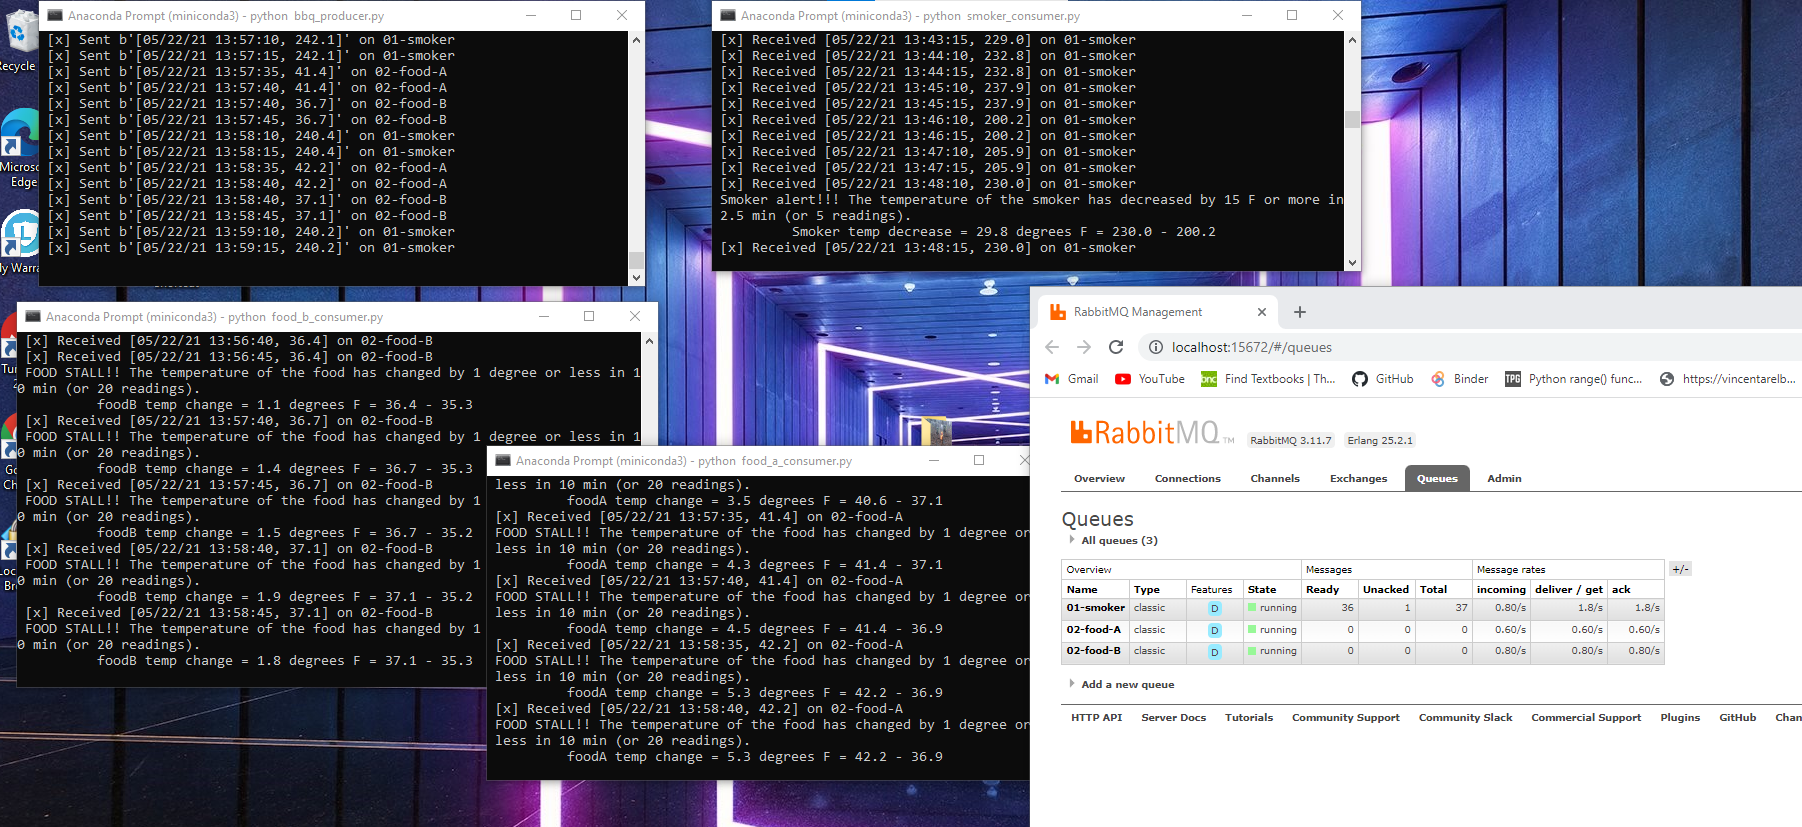 Recycle
Edge
Anaconda Prompt (miniconda3) - python  bbq_producer.py
[x] Sent b'[05/22/21 13:57:10, 242.1]' on 01-smoker
[x] Sent b'[05/22/21 13:57:15, 242.1]' on 01-smoker
[x] Sent b'[05/22/21 13:57:35, 41.4]' on 02-food-A
[x] Sent b'[05/22/21 13:57:40, 41.4]' on 02-food-A
[x] Sent b'[05/22/21 13:57:40, 36.7]' on 02-food-B
[x] Sent b'[05/22/21 13:57:45, 36.7]' on 02-food-B
[x] Sent b'[05/22/21 13:58:10, 240.4]' on 01-smoker
[x] Sent b'[05/22/21 13:58:15, 240.4]' on 01-smoker
[x] Sent b'[05/22/21 13:58:35, 42.2]' on 02-food-A
[x] Sent b'[05/22/21 13:58:40, 42.2]' on 02-food-A
[x] Sent b'[05/22/21 13:58:40, 37.1]' on 02-food-B
[x] Sent b'[05/22/21 13:58:45, 37.1]' on 02-food-B
[x] Sent b'[05/22/21 13:59:10, 240.2]' on 01-smoker
[x] Sent b'[05/22/21 13:59:15, 240.2]' on 01-smoker
Anaconda Prompt (miniconda3) - python  smoker_consumer.py
[x] Received [05/22/21 13:43:15, 229.0] on 01-smoker
[x] Received [05/22/21 13:44:10, 232.8] on 01-smoker
[x] Received [05/22/21 13:44:15, 232.8] on 01-smoker
[x] Received [05/22/21 13:45:10, 237.9] on 01-smoker
[x] Received [05/22/21 13:45:15, 237.9] on 01-smoker
[x] Received [05/22/21 13:46:10, 200.2] on 01-smoker
[x] Received [05/22/21 13:46:15, 200.2] on 01-smoker
[x] Received [05/22/21 13:47:10, 205.9] on 01-smoker
[x] Received [05/22/21 13:47:15, 205.9] on 01-smoker
[x] Received [05/22/21 13:48:10, 230.0] on 01-smoker
Smoker alert!!! The temperature of the smoker has decreased by 15 F or more in
2.5 min (or 5 readings).
Smoker temp decrease = 29.8 degrees F = 230.0 - 200.2
[x] Received [05/22/21 13:48:15, 230.0] on 01-smoker
Anaconda Prompt (miniconda3) - python  food_b_consumer.py
[x] Received [05/22/21 13:56:40, 36.4] on 02-food-B
[x] Received [05/22/21 13:56:45, 36.4] on 02-food-B
FOOD STALL!! The temperature of the food has changed by 1 degree or less in 1
0 min (or 20 readings).
foodB temp change = 1.1 degrees F = 36.4 - 35.3
[x] Received [05/22/21 13:57:40, 36.7] on 02-food-B
FOOD STALL!! The temperature of the food has changed by 1 degree or less in 1
0 min (or 20 readings).
foodB temp change = 1.4 degrees F = 36.7 - 35.3
[x] Received [05/22/21 13:57:45, 36.7] on 02-food-B
FOOD STALL!! The temperature of the food has changed by 1
0 min (or 20 readings).
foodB temp change = 1.5 degrees F = 36.7 - 35.2
[x] Received [05/22/21 13:58:40, 37.1] on 02-food-B
FOOD STALL!! The temperature of the food has changed by 1
0 min (or 20 readings).
foodB temp change = 1.9 degrees F = 37.1 - 35.2
[x] Received [05/22/21 13:58:45, 37.1] on 02-food-B
FOOD STALL!! The temperature of the food has changed by 1
0 min (or 20 readings).
foodB temp change = 1.8 degrees F = 37.1 - 35.3
Anaconda Prompt (miniconda3) - python  food_a_consumer.py
less in 10 min (or 20 readings).
foodA temp change = 3.5 degrees F = 40.6 - 37.1
[x] Received [05/22/21 13:57:35, 41.4] on 02-food-A
FOOD STALL!! The temperature of the food has changed by 1 degree or
less in 10 min (or 20 readings).
foodA temp change = 4.3 degrees F = 41.4 - 37.1
[x] Received [05/22/21 13:57:40, 41.4] on 02-food-A
FOOD STALL!! The temperature of the food has changed by 1 degree or
less in 10 min (or 20 readings).
foodA temp change = 4.5 degrees F = 41.4 - 36.9
[x] Received [05/22/21 13:58:35, 42.2] on 02-food-A
FOOD STALL!! The temperature of the food has changed by 1 degree or
less in 10 min (or 20 readings).
foodA temp change = 5.3 degrees F = 42.2 - 36.9
[x] Received [05/22/21 13:58:40, 42.2] on 02-food-A
FOOD STALL!! The temperature of the food has changed by 1 degree or
less in 10 min (or 20 readings).
foodA temp change = 5.3 degrees F = 42.2 - 36.9
RabbitMQ Management
localhost:15672/#/queues
Gmail YouTube bnc Find Textbooks | Th... GitHub Binder TPG Python range() func... https://vincentarelb...
RabbitMQ TM RabbitMQ 3.11.7 Erlang 25.2.1
Overview Connections Channels Exchanges Queues Admin
Queues
All queues (3)
Overview Messages Message rates +/-
Name Type Features State Ready Unacked Total incoming deliver / get ack
01-smoker classic D running 36 1 37 0.80/s 1.8/s 1.8/s
02-food-A classic D running 0 0 0 0.60/s 0.60/s 0.60/s
02-food-B classic D running 0 0 0 0.80/s 0.80/s 0.80/s
Add a new queue
HTTP API Server Docs Tutorials Community Support Community Slack Commercial Support Plugins GitHub Chan